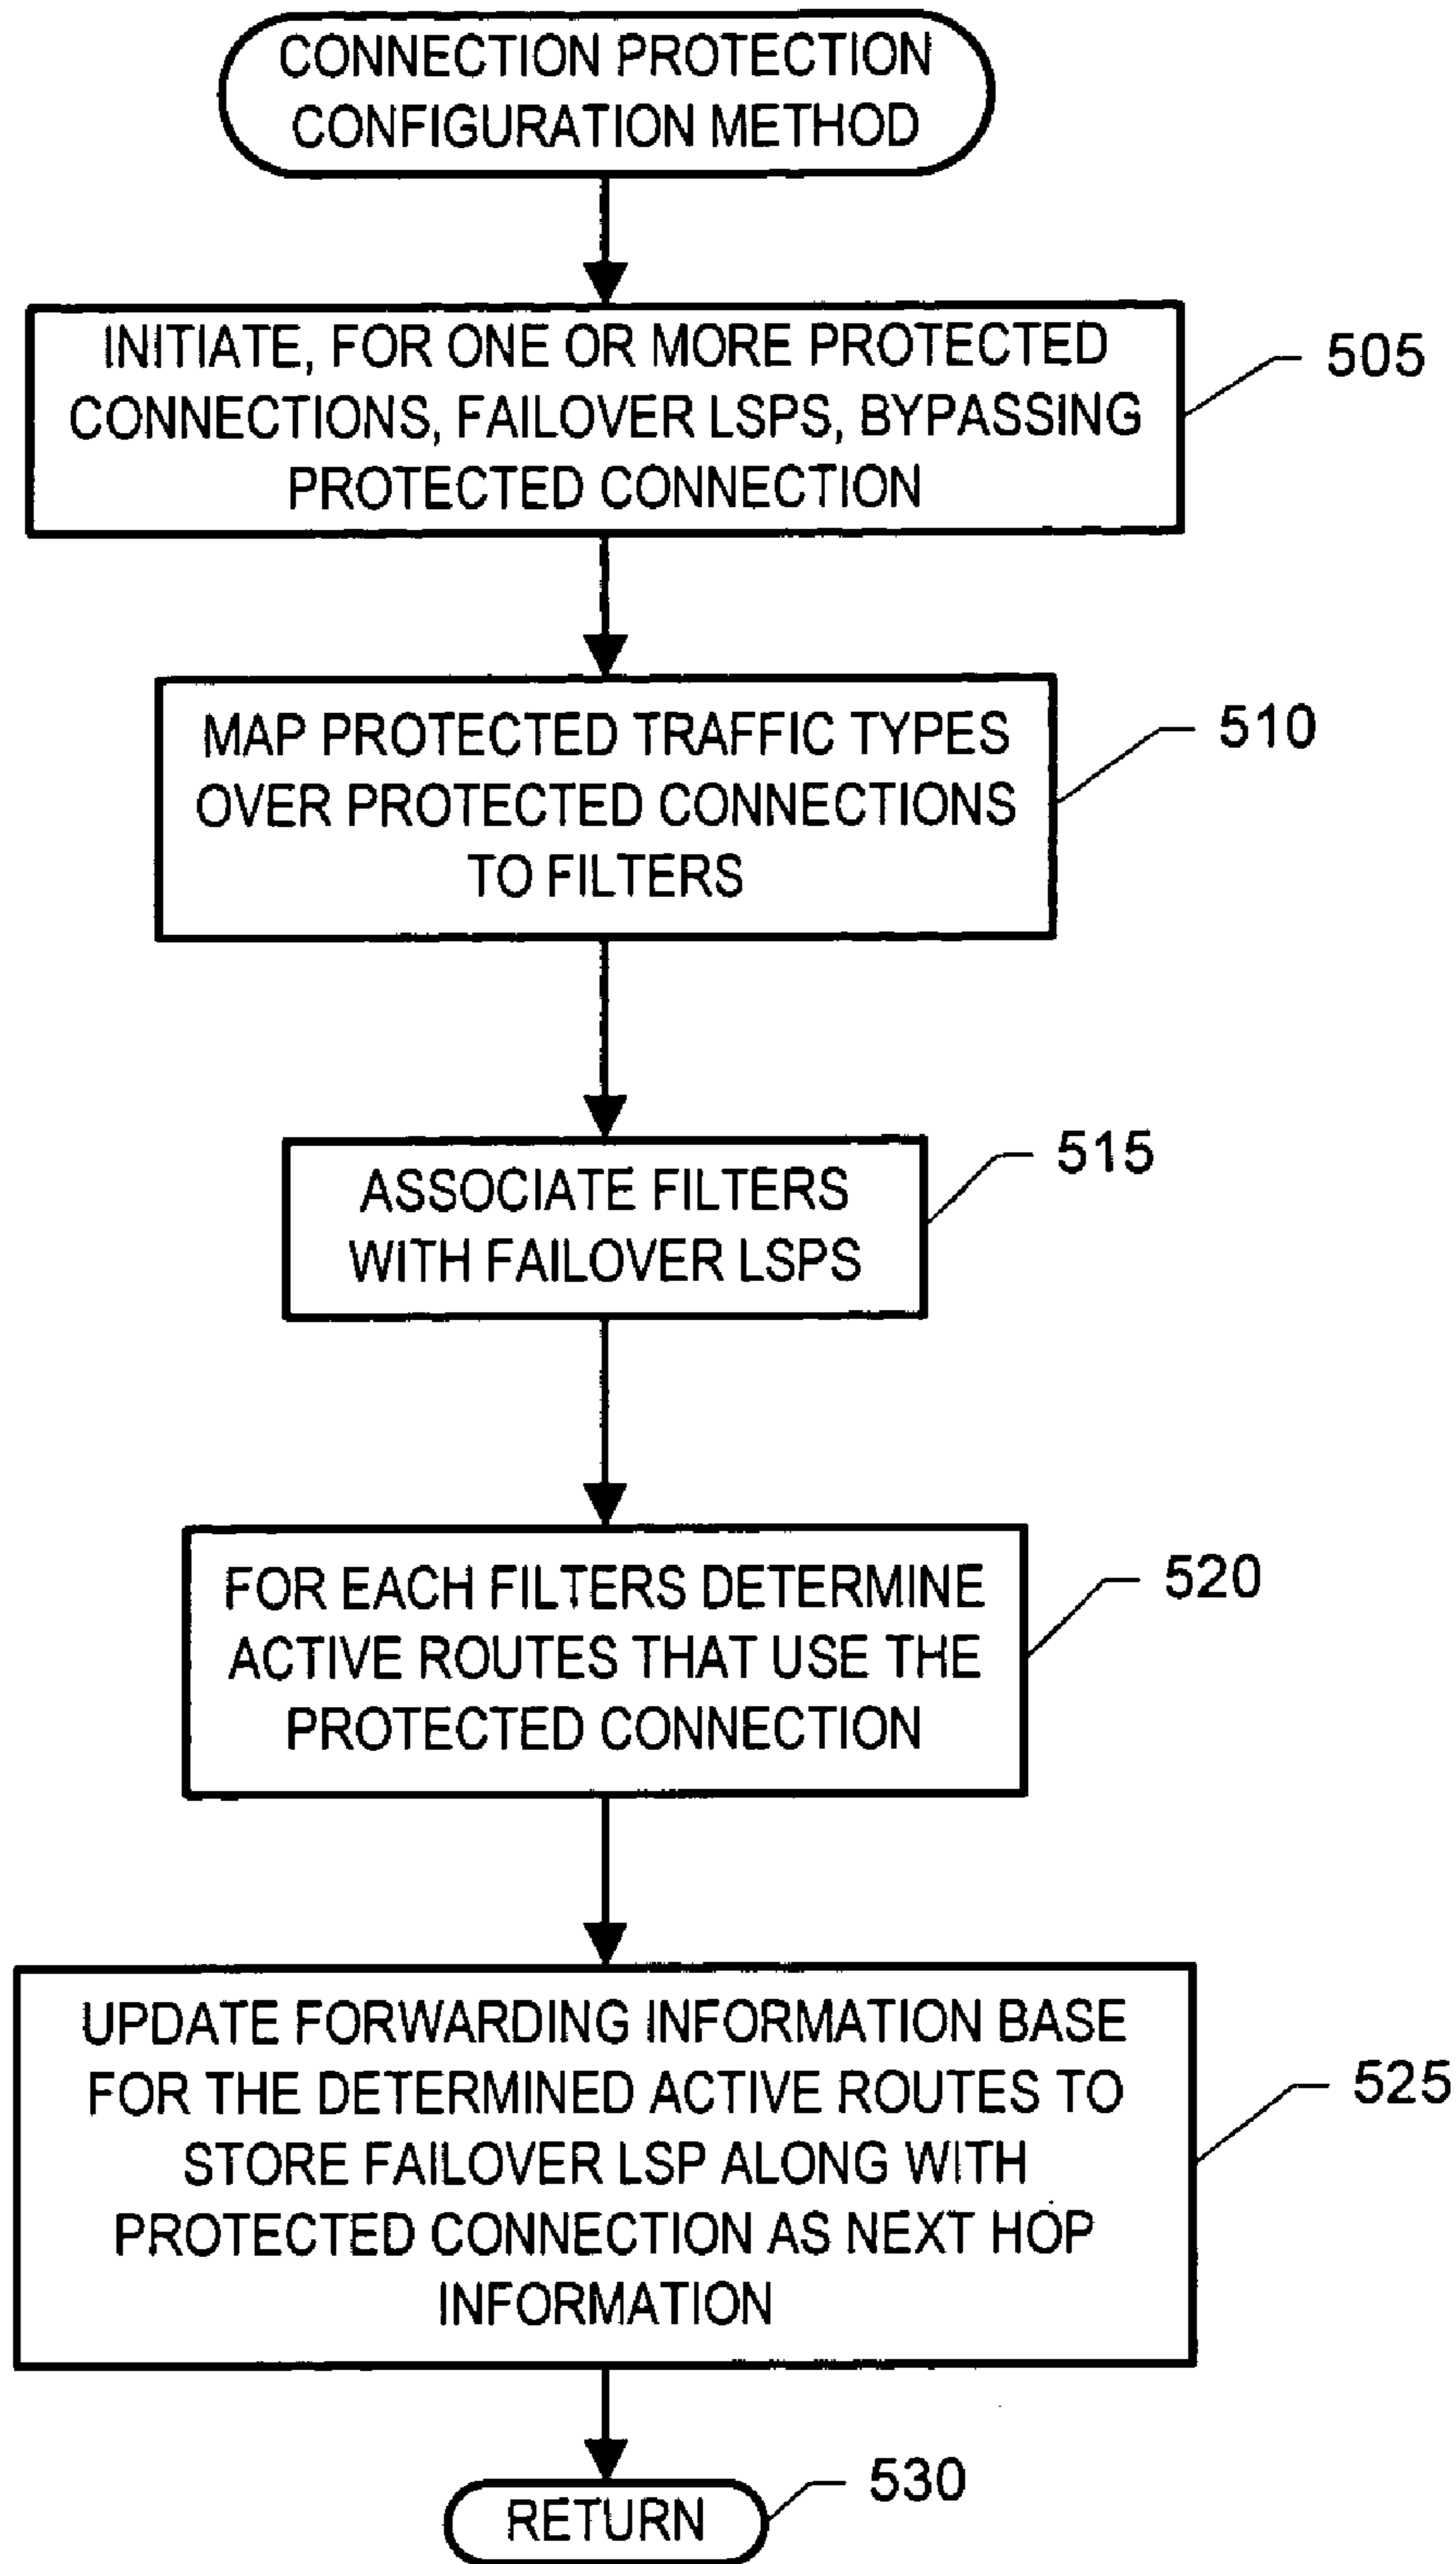 CONNECTION PROTECTION
CONFIGURATION METHOD
INITIATE, FOR ONE OR MORE PROTECTED
CONNECTIONS, FAILOVER LSPS, BYPASSING
PROTECTED CONNECTION
505
MAP PROTECTED TRAFFIC TYPES
OVER PROTECTED CONNECTIONS
TO FILTERS
510
ASSOCIATE FILTERS
WITH FAILOVER LSPS
515
FOR EACH FILTERS DETERMINE
ACTIVE ROUTES THAT USE THE
PROTECTED CONNECTION
520
UPDATE FORWARDING INFORMATION BASE
FOR THE DETERMINED ACTIVE ROUTES TO
STORE FAILOVER LSP ALONG WITH
PROTECTED CONNECTION AS NEXT HOP
INFORMATION
525
RETURN
530